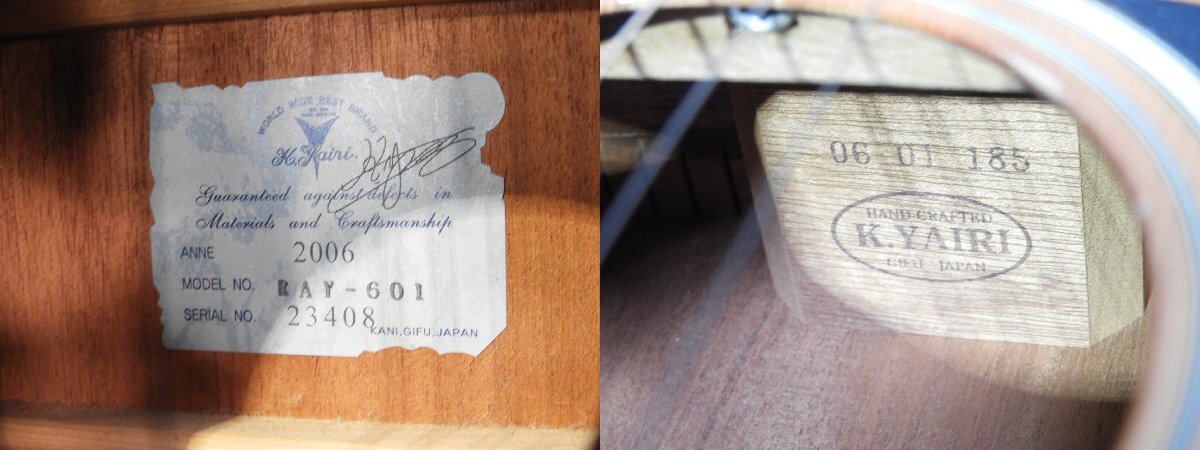 WORLD WIDE BEST BRAND
K.Yairi.
Guaranteed against defects in
Materials and Craftsmanship
ANNE 2006
MODEL NO. RAY-601
SERIAL NO. 23408
KANI,GIFU,JAPAN
06 01 185
HAND CRAFTED
K.YAIRI
GIFU JAPAN